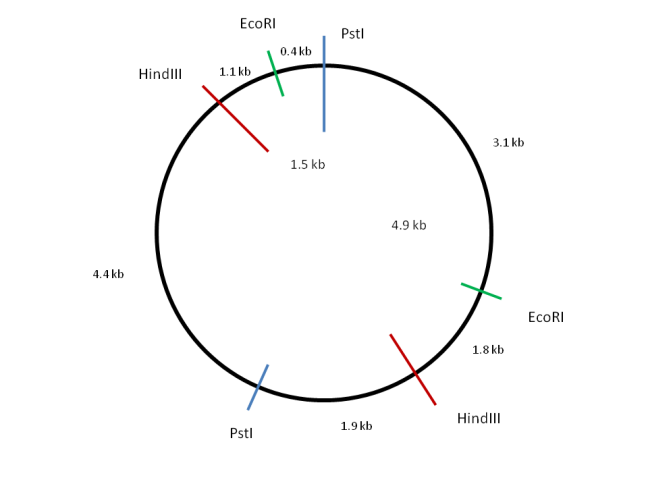 EcoRI
PstI
0.4 kb
1.1 kb
HindIII
3.1 kb
1.5 kb
4.9 kb
4.4 kb
EcoRI
1.8 kb
HindIII
1.9 kb
PstI